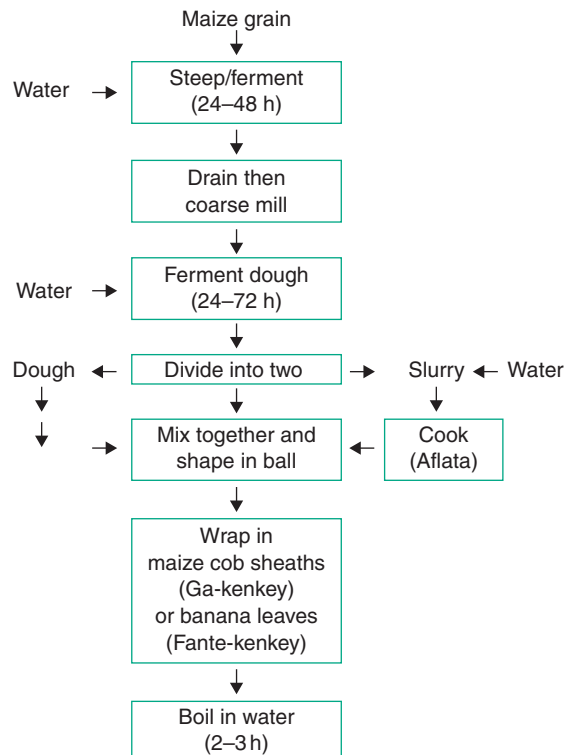 Maize grain
Water
Steep/ferment
(24–48 h)
Drain then
coarse mill
Water
Ferment dough
(24–72 h)
Dough
Divide into two
Slurry
Water
Mix together and
shape in ball
Cook
(Aflata)
Wrap in
maize cob sheaths
(Ga-kenkey)
or banana leaves
(Fante-kenkey)
Boil in water
(2–3 h)